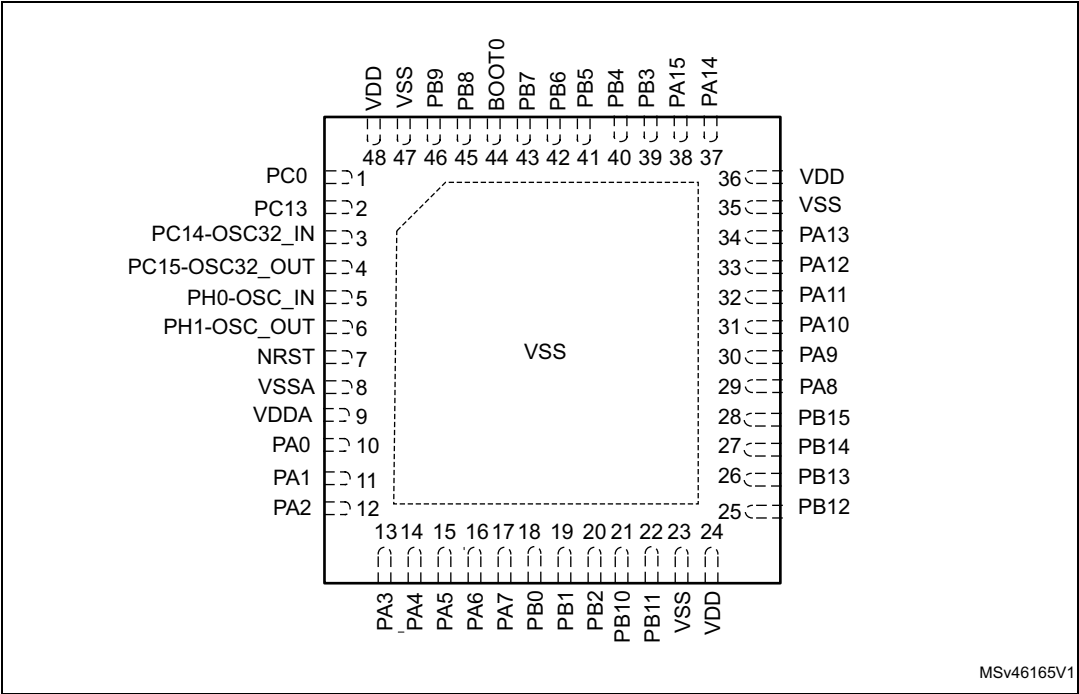 VDD
VSS
PB9
PB8
BOOT0
PB7
PB6
PB5
PB4
PB3
PA15
PA14
48 47 46 45 44 43 42 41 40 39 38 37
PC0 1
PC13 2
PC14-OSC32_IN 3
PC15-OSC32_OUT 4
PH0-OSC_IN 5
PH1-OSC_OUT 6
NRST 7
VSSA 8
VDDA 9
PA0 10
PA1 11
PA2 12
VSS
36 VDD
35 VSS
34 PA13
33 PA12
32 PA11
31 PA10
30 PA9
29 PA8
28 PB15
27 PB14
26 PB13
25 PB12
13 14 15 16 17 18 19 20 21 22 23 24
PA3
PA4
PA5
PA6
PA7
PB0
PB1
PB2
PB10
PB11
VSS
VDD
MSv46165V1